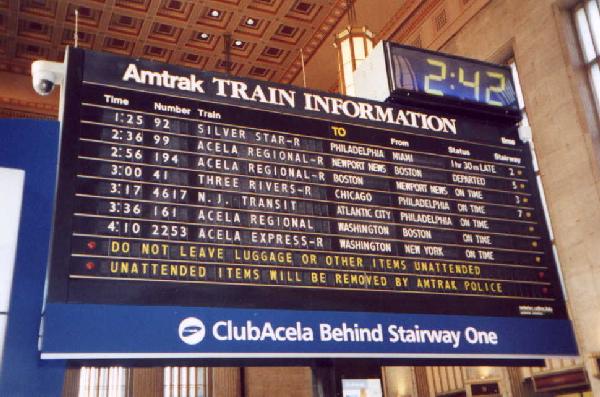 2:42
Amtrak TRAIN INFORMATION
Time Number Train TO From Status Stairway
1:25 92 SILVER STAR-R PHILADELPHIA MIAMI 1hr 30mLATE 2
2:36 99 ACELA REGIONAL-R NEWPORT NEWS BOSTON DEPARTED 5
2:56 194 ACELA REGIONAL-R BOSTON NEWPORT NEWS ON TIME 3
3:00 41 THREE RIVERS-R CHICAGO PHILADELPHIA ON TIME 7
3:17 4617 N.J. TRANSIT ATLANTIC CITY PHILADELPHIA ON TIME
3:36 161 ACELA REGIONAL WASHINGTON BOSTON ON TIME
4:10 2253 ACELA EXPRESS-R WASHINGTON NEW YORK ON TIME
DO NOT LEAVE LUGGAGE OR OTHER ITEMS UNATTENDED
UNATTENDED ITEMS WILL BE REMOVED BY AMTRAK POLICE
ClubAcela Behind Stairway One